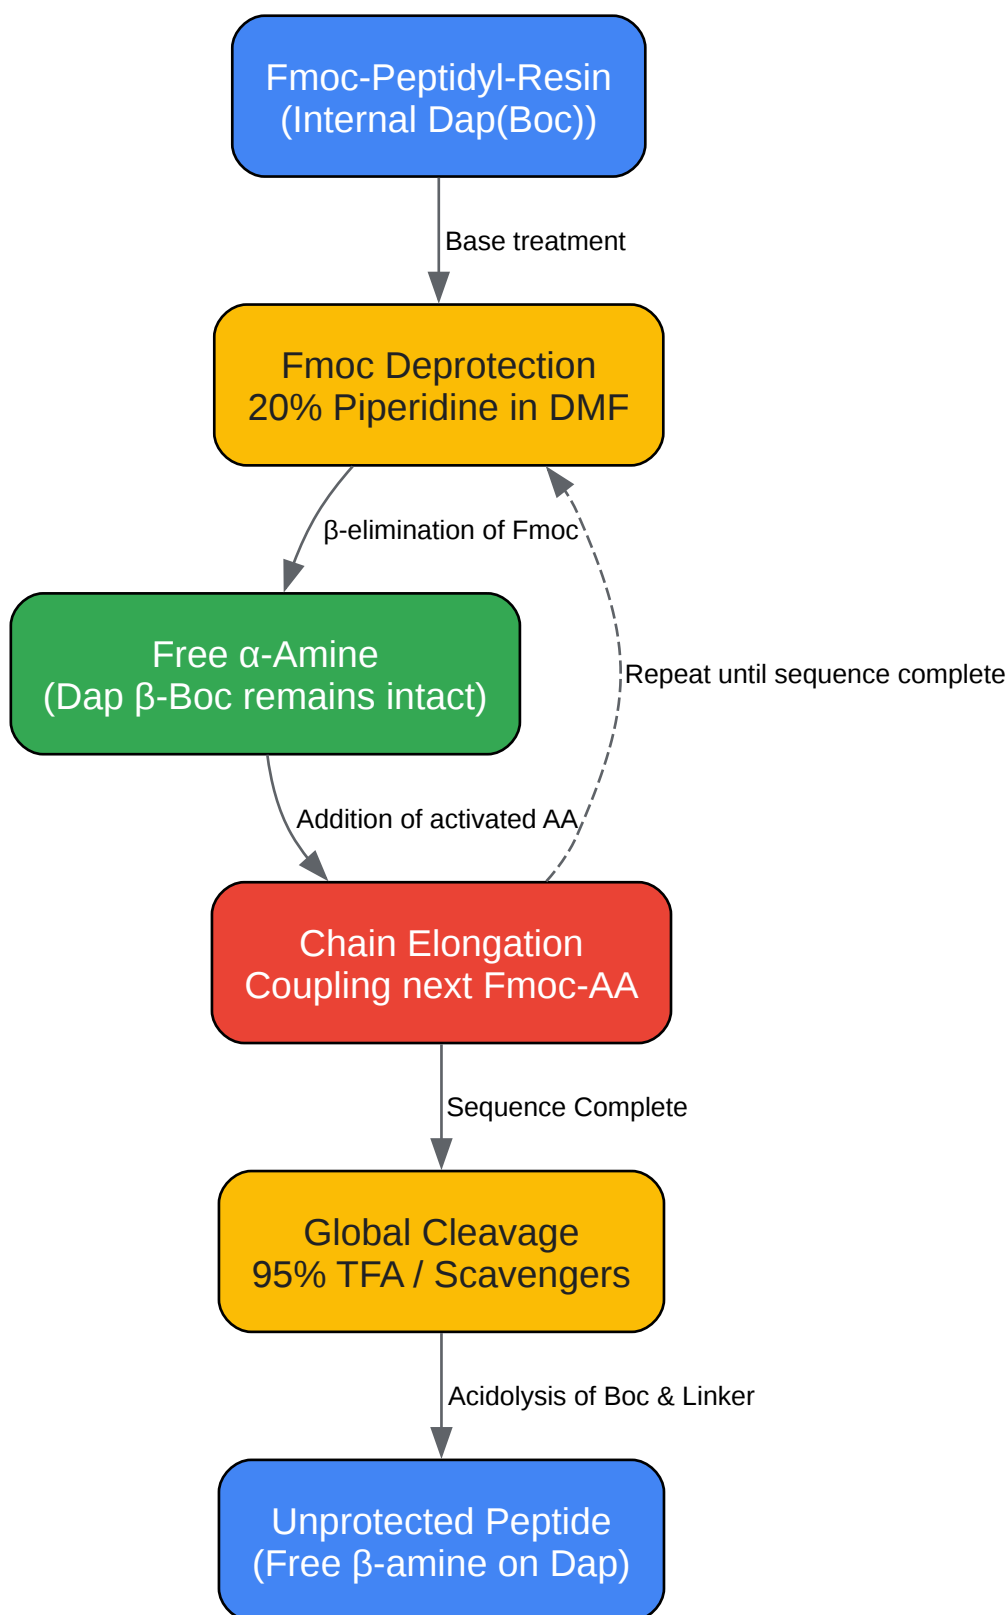 Fmoc-Peptidyl-Resin
(Internal Dap(Boc))
Base treatment
Fmoc Deprotection
20% Piperidine in DMF
β-elimination of Fmoc
Free α-Amine
(Dap β-Boc remains intact)
Repeat until sequence complete
Addition of activated AA
Chain Elongation
Coupling next Fmoc-AA
Sequence Complete
Global Cleavage
95% TFA / Scavengers
Acidolysis of Boc & Linker
Unprotected Peptide
(Free β-amine on Dap)